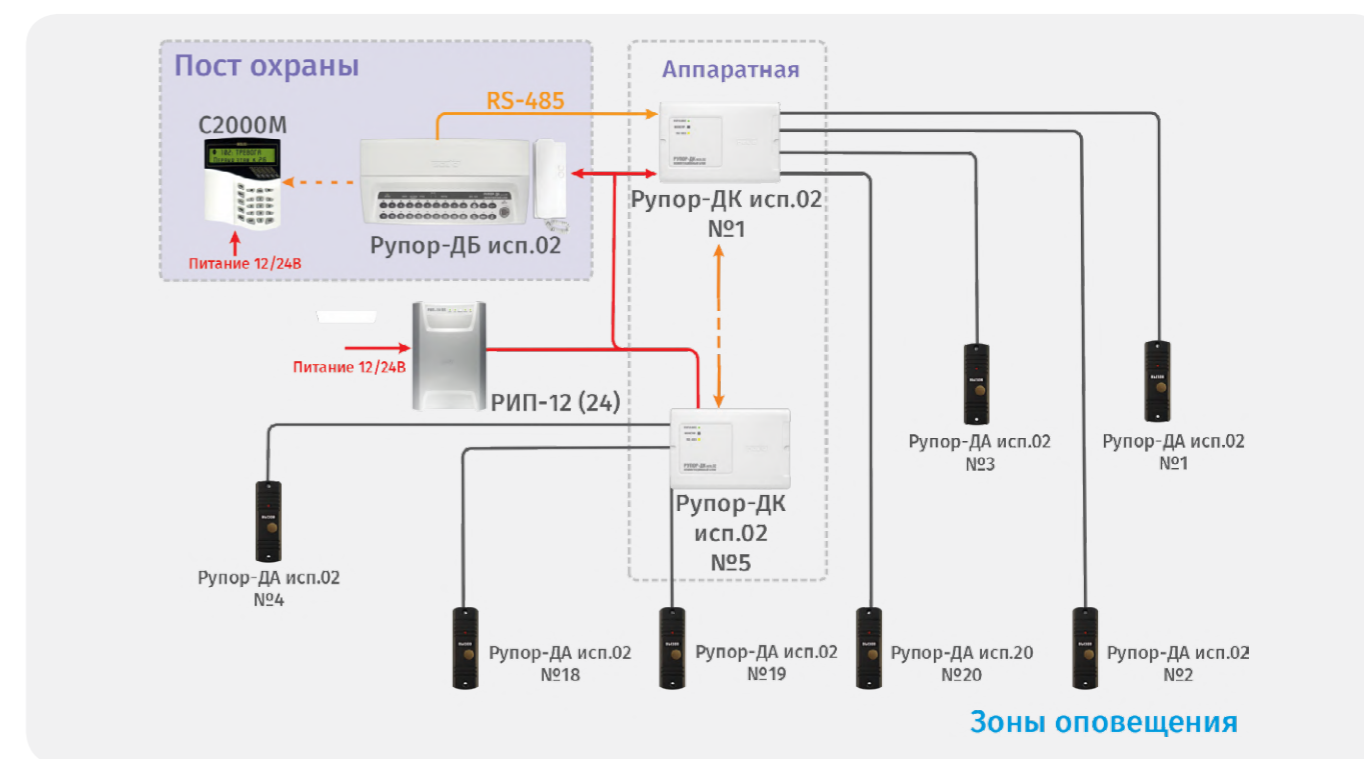 Пост охраны
Аппаратная
RS-485
С2000М
Рупор-ДК исп.02
№1
Рупор-ДБ исп.02
Питание 12/24В
Питание 12/24В
РИП-12 (24)
Рупор-ДА исп.02
№3
Рупор-ДА исп.02
№1
Рупор-ДК
исп.02
№5
Рупор-ДА исп.02
№4
Рупор-ДА исп.02
№18
Рупор-ДА исп.02
№19
Рупор-ДА исп.20
№20
Рупор-ДА исп.02
№2
Зоны оповещения